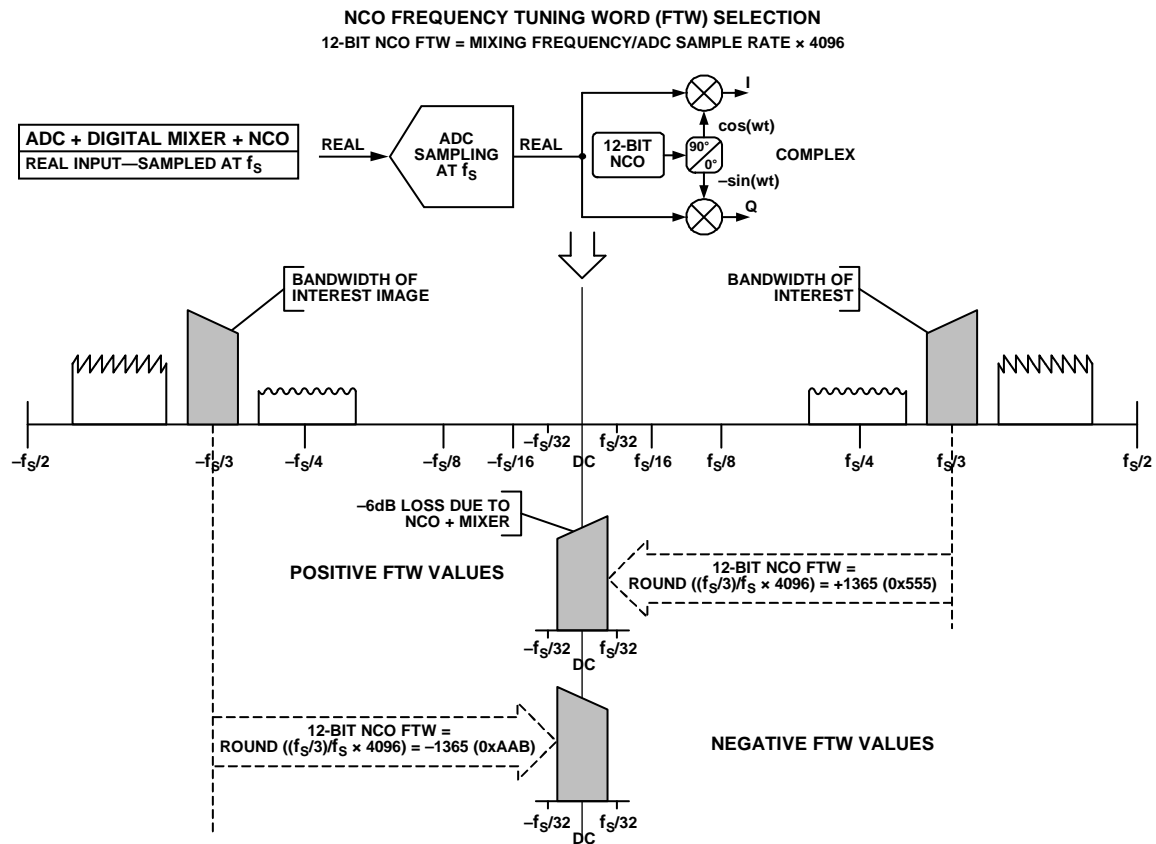 NCO FREQUENCY TUNING WORD (FTW) SELECTION
12-BIT NCO FTW = MIXING FREQUENCY/ADC SAMPLE RATE × 4096
ADC + DIGITAL MIXER + NCO
REAL INPUT—SAMPLED AT fS
REAL
ADC
SAMPLING
AT fS
REAL
12-BIT
NCO
90°
0°
cos(wt)
–sin(wt)
I
Q
COMPLEX
BANDWIDTH OF
INTEREST IMAGE
BANDWIDTH OF
INTEREST
–fS/2
–fS/3
–fS/4
–fS/8
–fS/16
–fS/32
DC
fS/32
fS/16
fS/8
fS/4
fS/3
fS/2
–6dB LOSS DUE TO
NCO + MIXER
POSITIVE FTW VALUES
12-BIT NCO FTW =
ROUND ((fS/3)/fS × 4096) = +1365 (0x555)
–fS/32
DC
fS/32
12-BIT NCO FTW =
ROUND ((fS/3)/fS × 4096) = –1365 (0xAAB)
NEGATIVE FTW VALUES
–fS/32
DC
fS/32